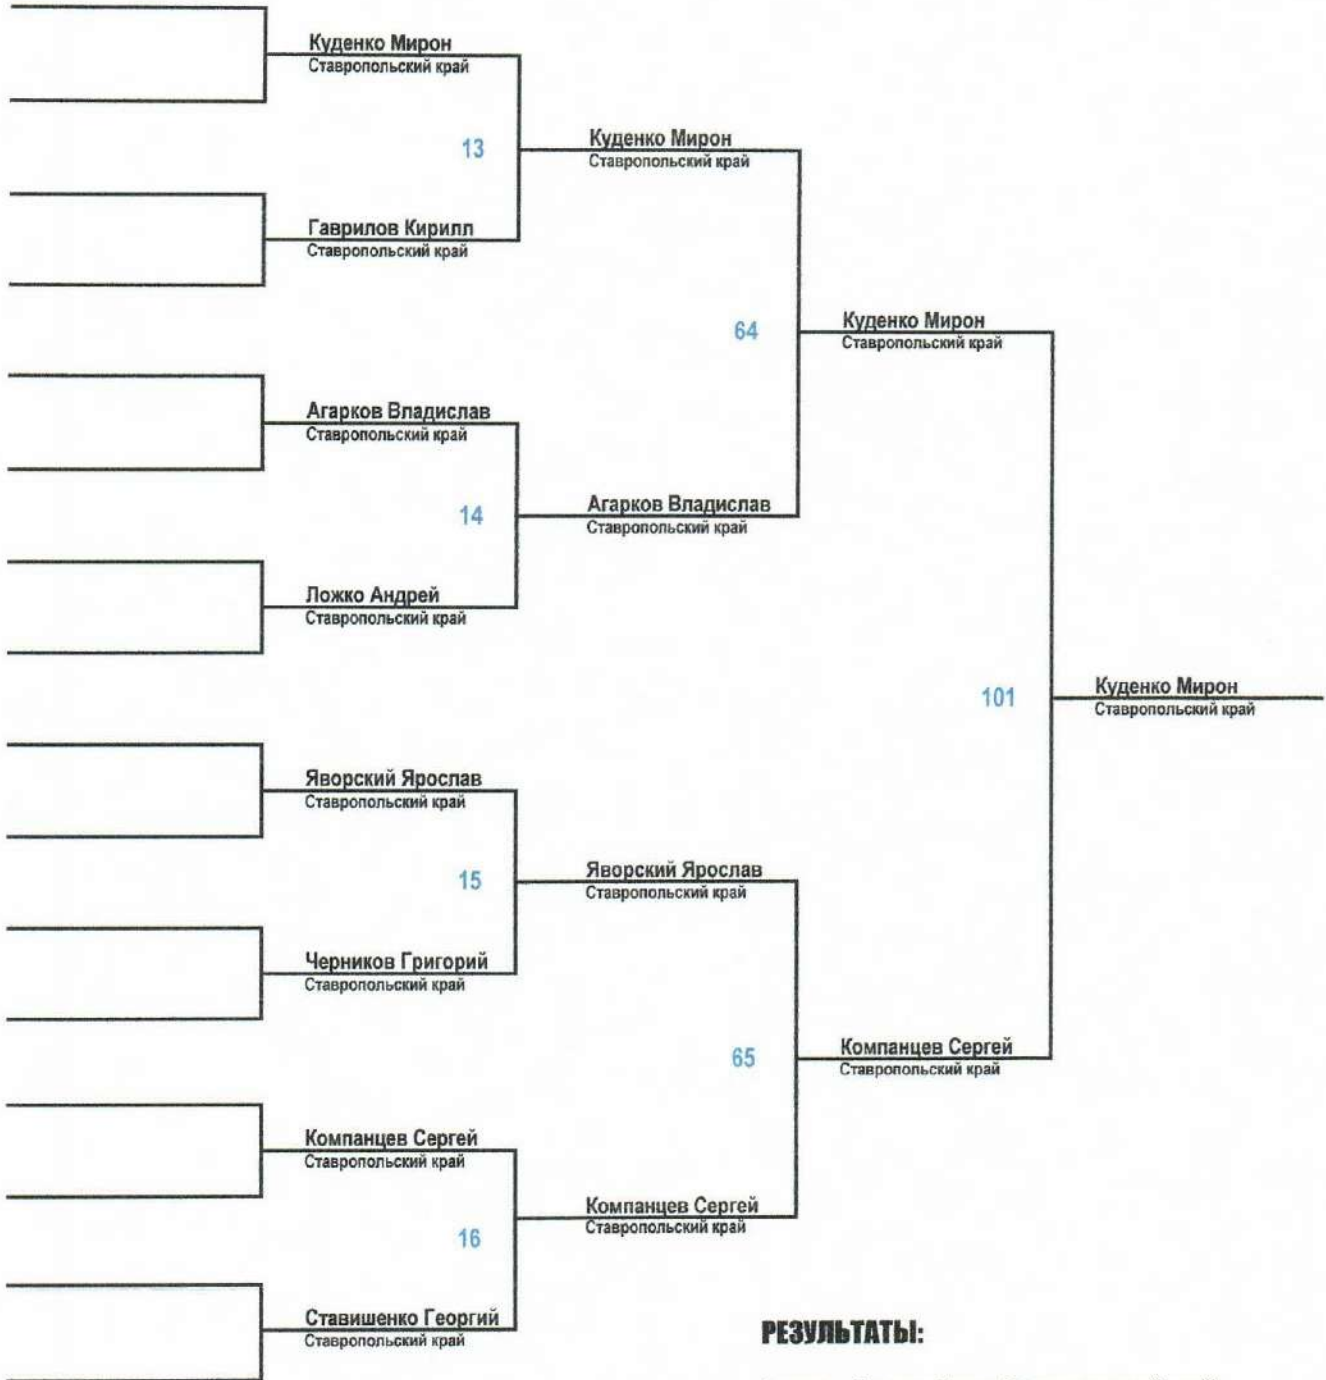 Куденко Мирон
Ставропольский край
13
Куденко Мирон
Ставропольский край
Гаврилов Кирилл
Ставропольский край
64
Куденко Мирон
Ставропольский край
Агарков Владислав
Ставропольский край
14
Агарков Владислав
Ставропольский край
Ложко Андрей
Ставропольский край
101
Куденко Мирон
Ставропольский край
Яворский Ярослав
Ставропольский край
15
Яворский Ярослав
Ставропольский край
Черников Григорий
Ставропольский край
65
Компанцев Сергей
Ставропольский край
Компанцев Сергей
Ставропольский край
16
Компанцев Сергей
Ставропольский край
Ставишенко Георгий
Ставропольский край
РЕЗУЛЬТАТЫ: